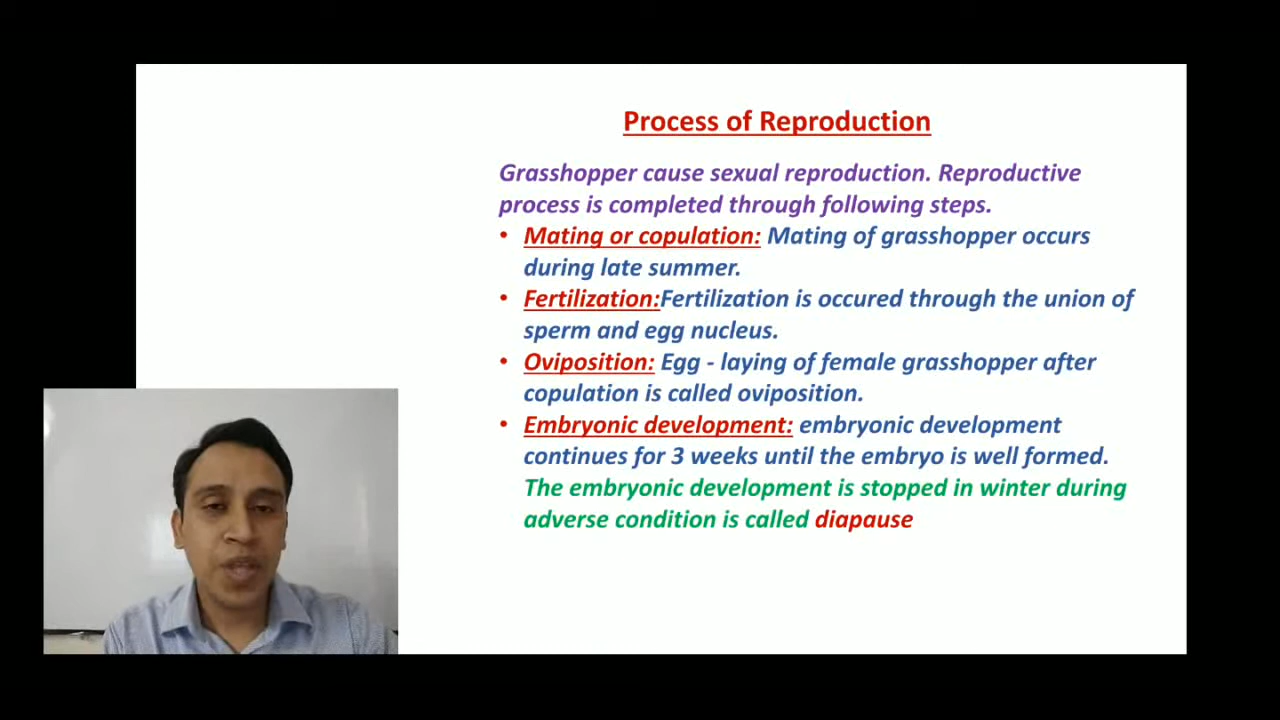 Process of Reproduction
Grasshopper cause sexual reproduction. Reproductive
process is completed through following steps.
• Mating or copulation: Mating of grasshopper occurs
during late summer.
• Fertilization:Fertilization is occured through the union of
sperm and egg nucleus.
• Oviposition: Egg - laying of female grasshopper after
copulation is called oviposition.
• Embryonic development: embryonic development
continues for 3 weeks until the embryo is well formed.
The embryonic development is stopped in winter during
adverse condition is called diapause